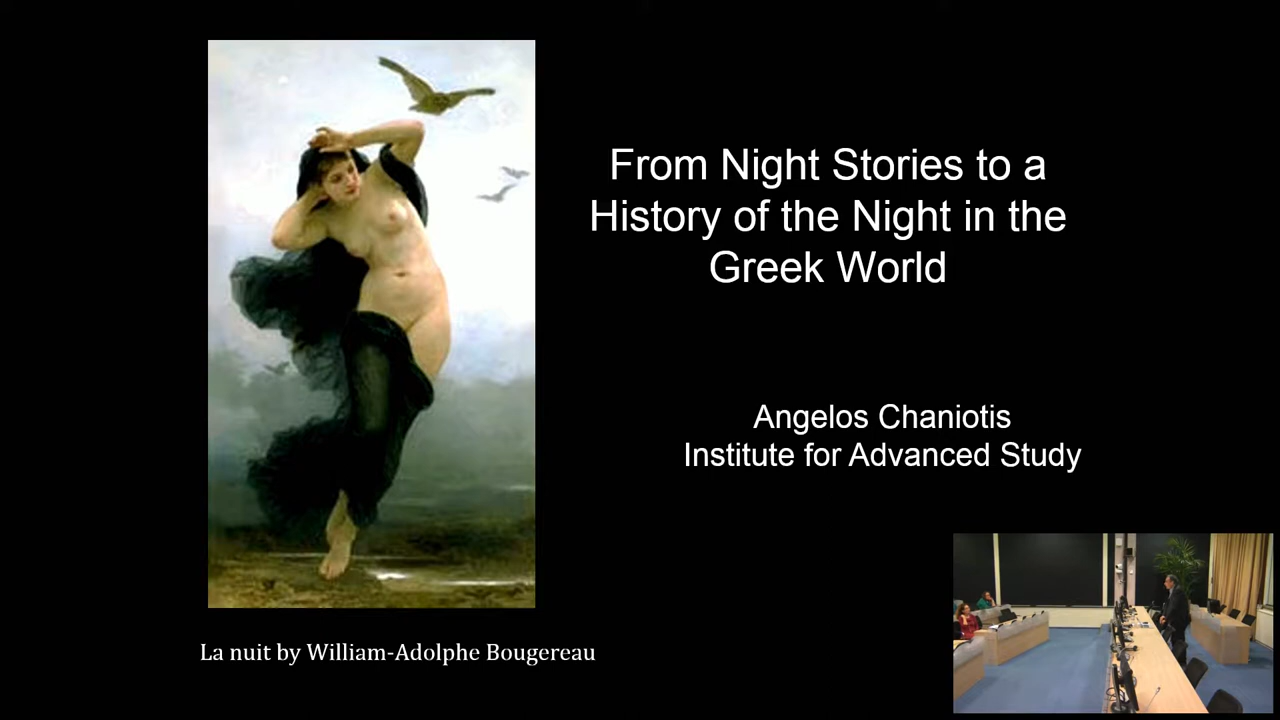 From Night Stories to a
History of the Night in the
Greek World
Angelos Chaniotis
Institute for Advanced Study
La nuit by William-Adolphe Bougereau